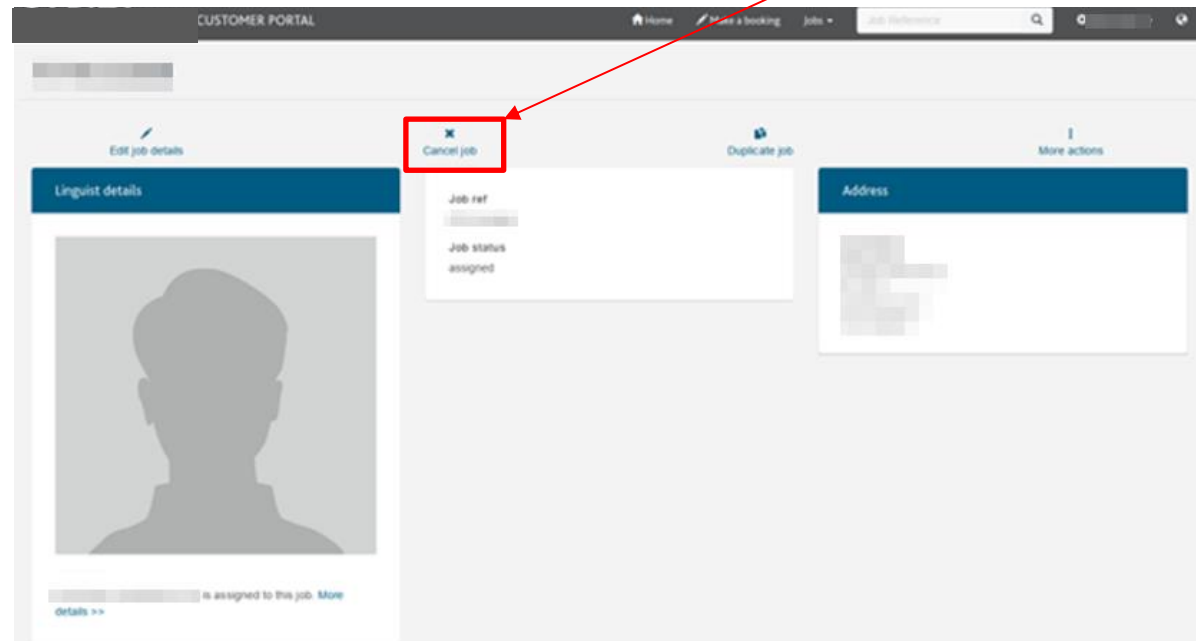 CUSTOMER PORTAL
Home Make a booking Jobs Job Reference
Edit job details
Cancel job
Duplicate job
More actions
Linguist details
Job ref
Job status
assigned
Address
is assigned to this job. More
details >>